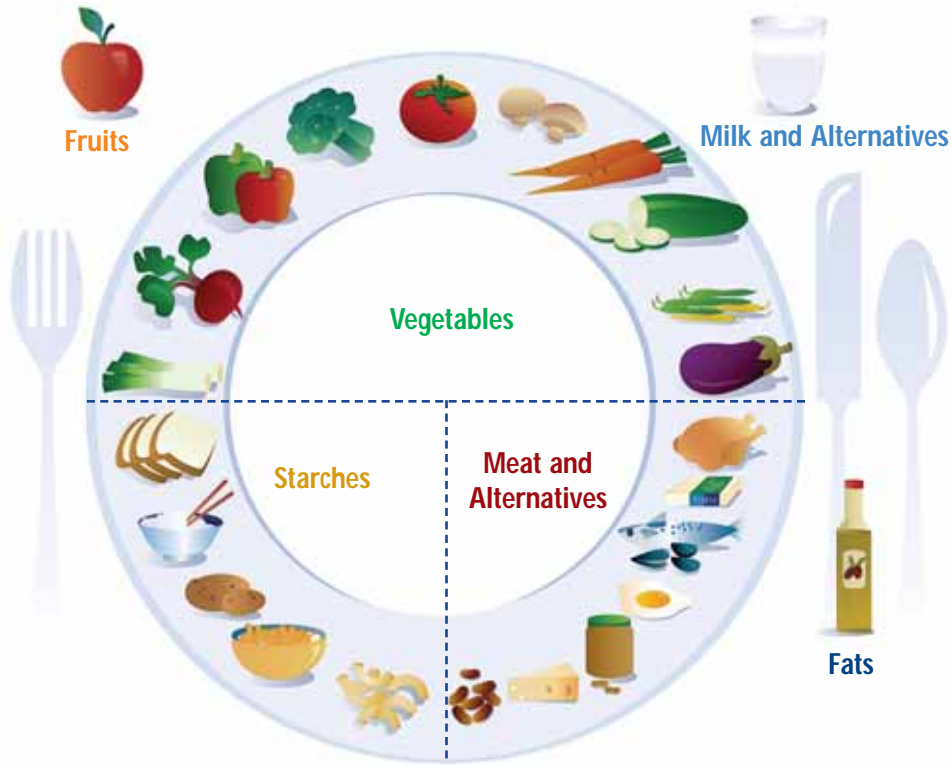 Fruits
Milk and Alternatives
Vegetables
Starches
Meat and
Alternatives
Fats